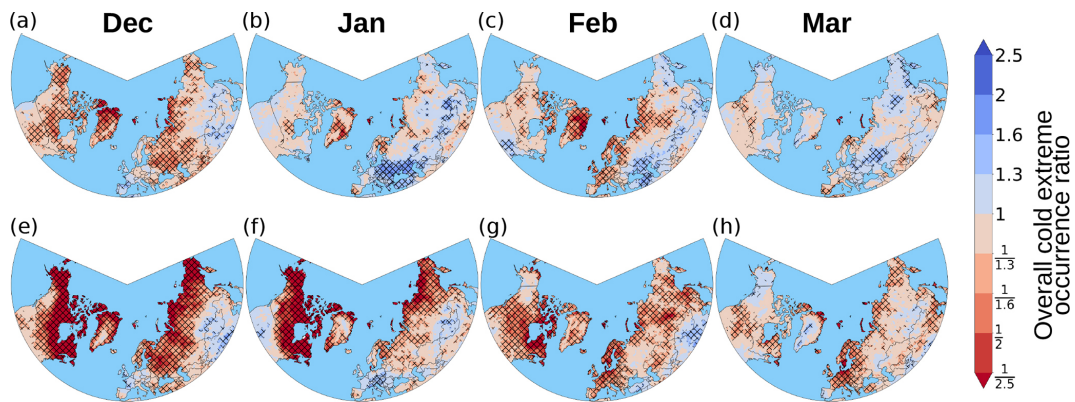 (a) Dec (b) Jan (c) Feb (d) Mar
(e) (f) (g) (h)
2.5
2
1.6
1.3
1
1/1.3
1/1.6
1/2
1/2.5
Overall cold extreme
occurrence ratio